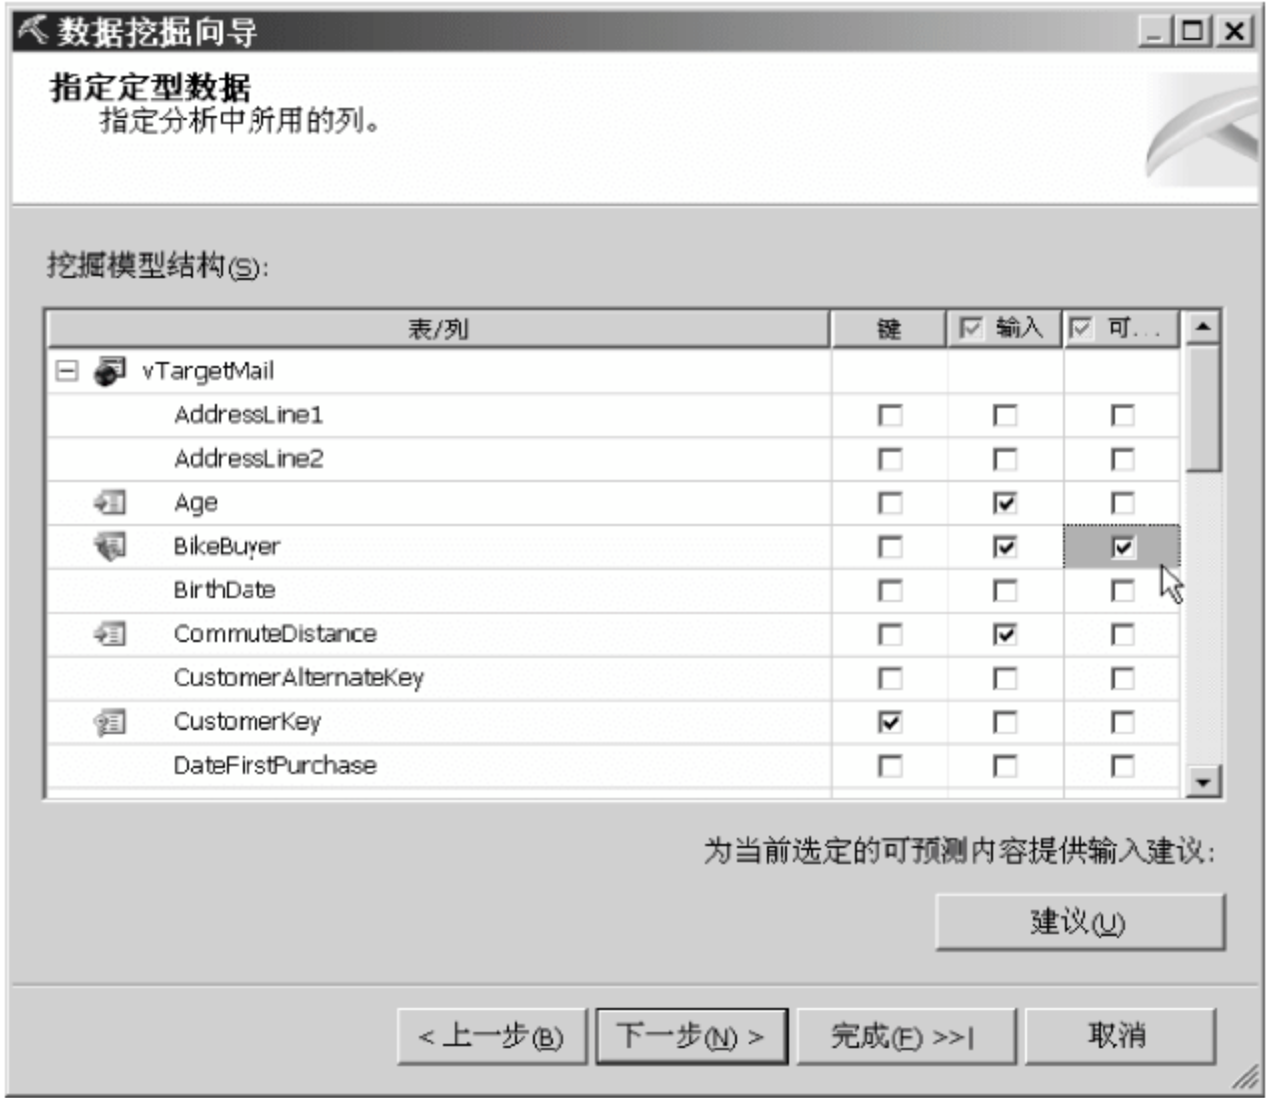 数据挖掘向导
指定定型数据
指定分析中所用的列。
挖掘模型结构(S):
表/列 键 输入 可...
vTargetMail
AddressLine1
AddressLine2
Age
BikeBuyer
BirthDate
CommuteDistance
CustomerAlternateKey
CustomerKey
DateFirstPurchase
为当前选定的可预测内容提供输入建议:
建议(U)
< 上一步(B) 下一步(N) > 完成(F) >>| 取消